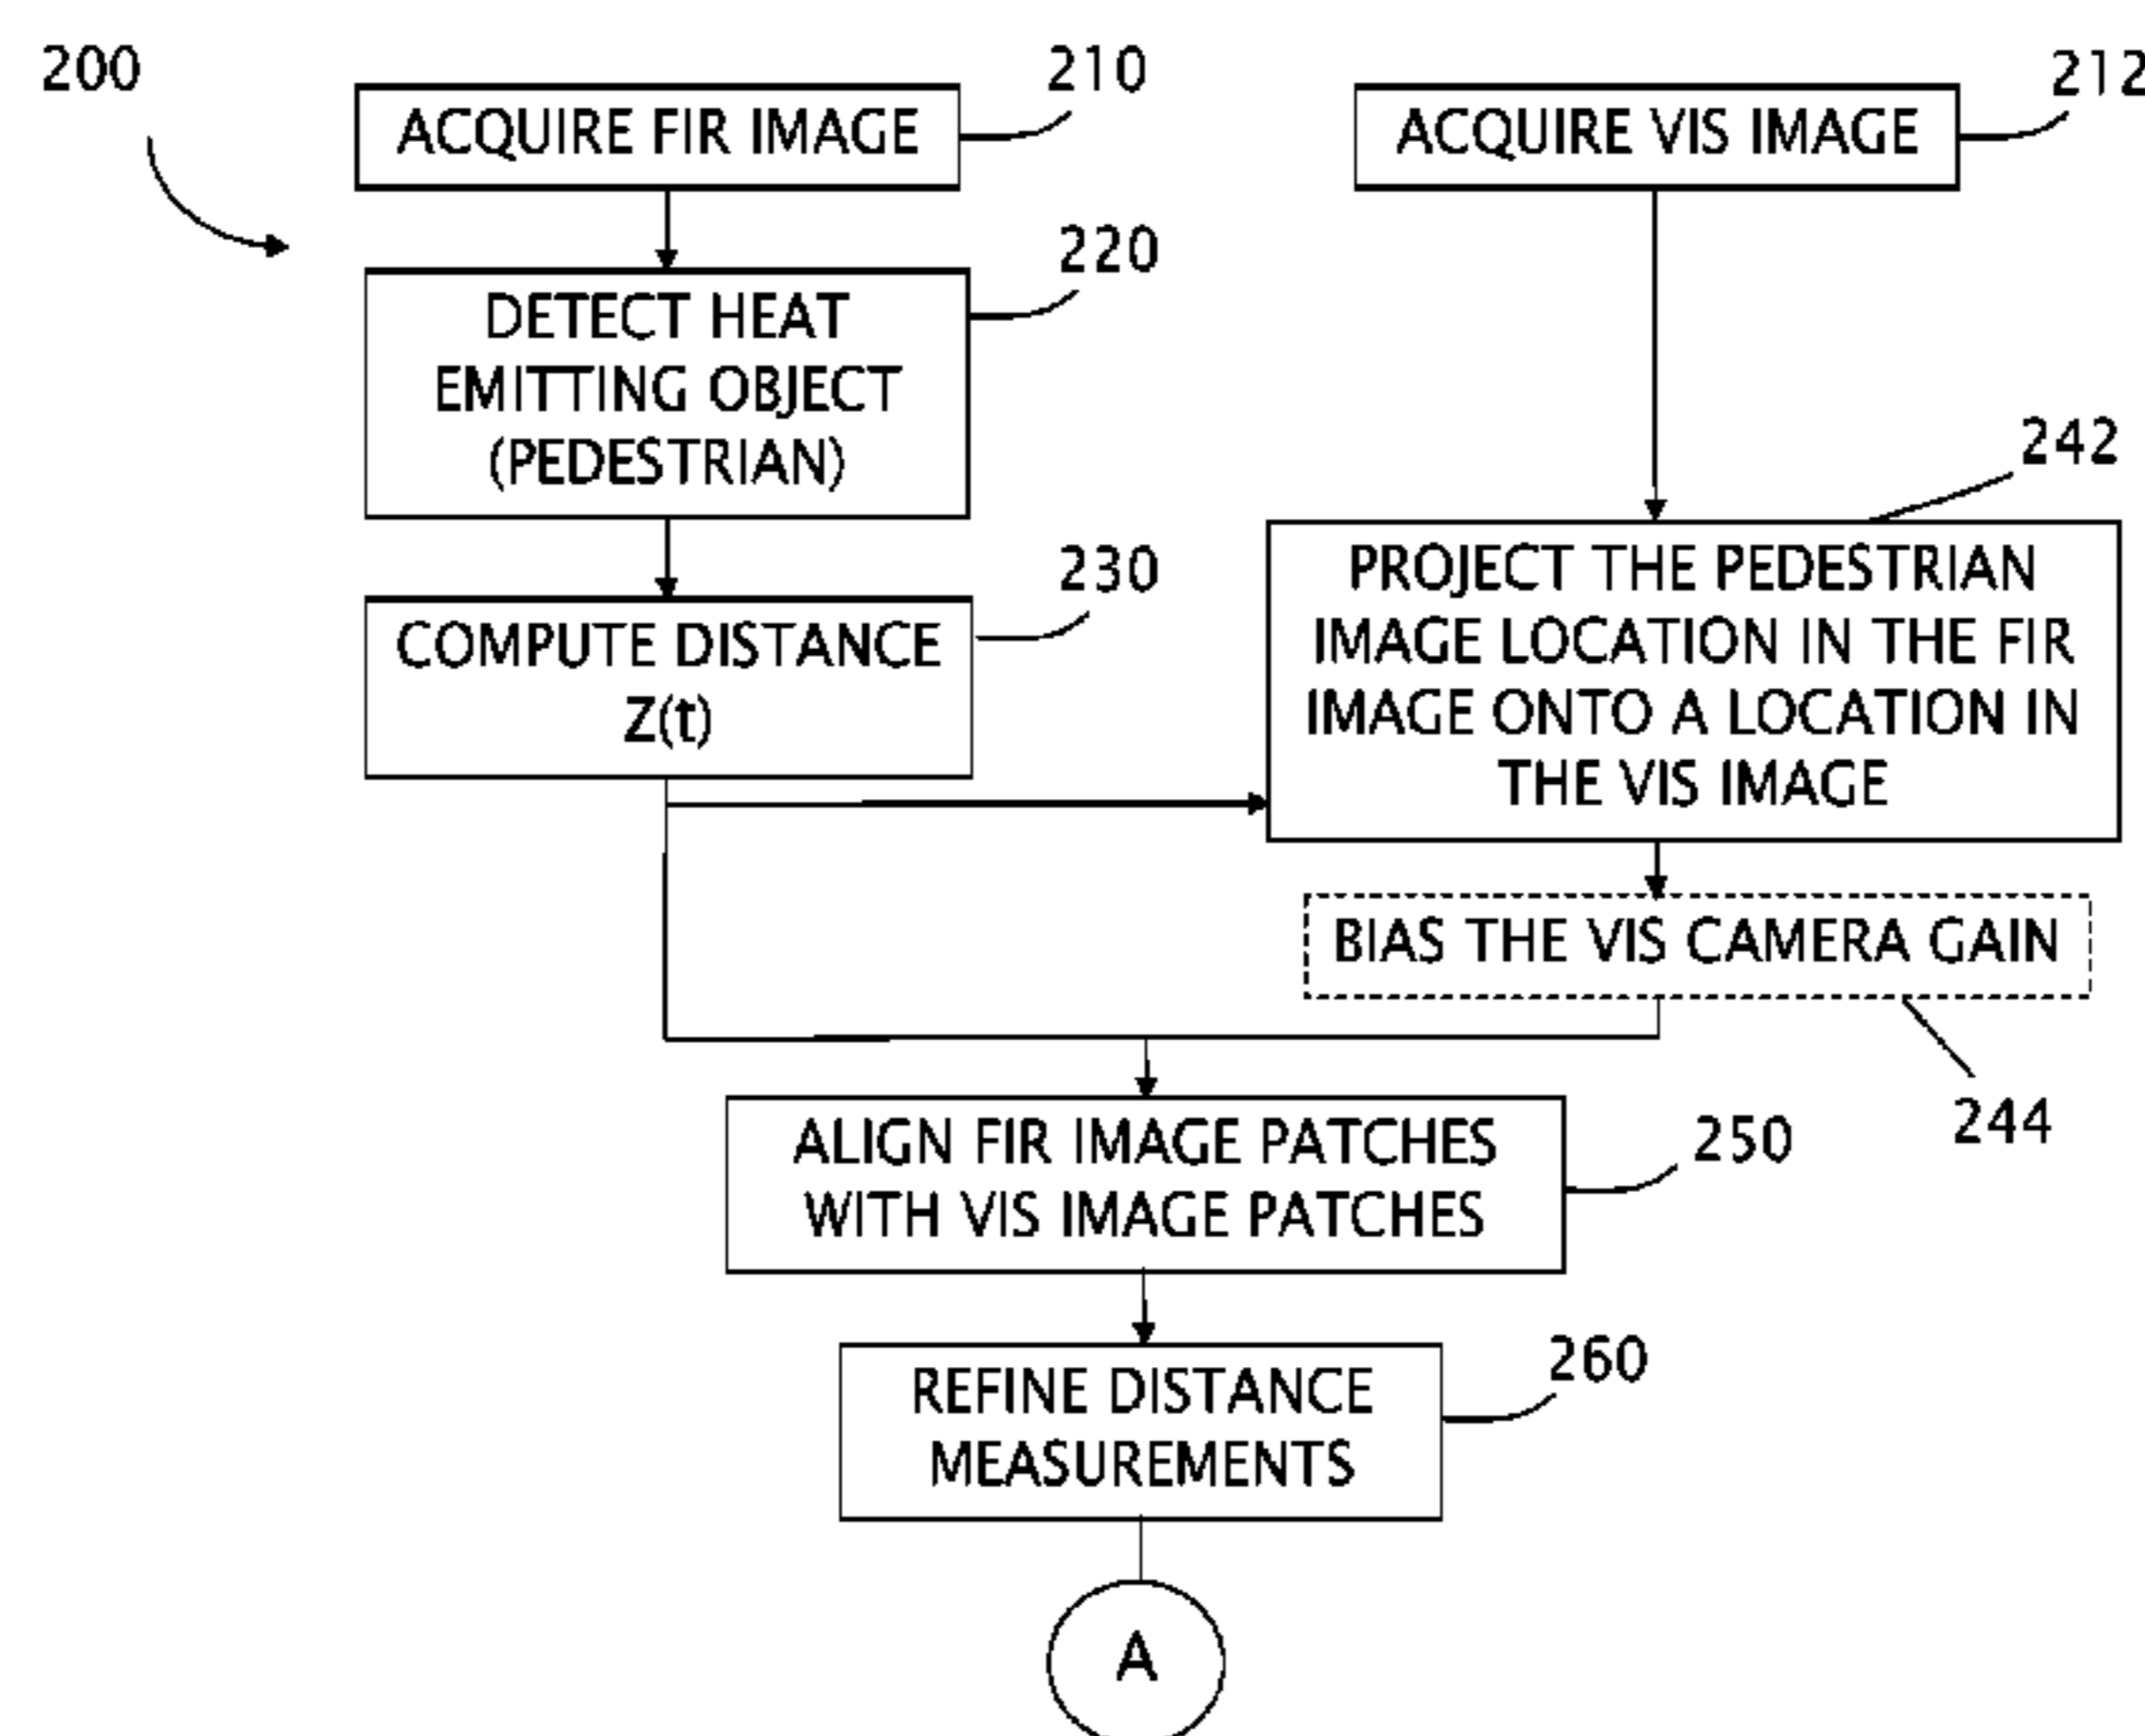 200
ACQUIRE FIR IMAGE
210
ACQUIRE VIS IMAGE
212
DETECT HEAT
EMITTING OBJECT
(PEDESTRIAN)
220
COMPUTE DISTANCE
Z(t)
230
242
PROJECT THE PEDESTRIAN
IMAGE LOCATION IN THE FIR
IMAGE ONTO A LOCATION IN
THE VIS IMAGE
BIAS THE VIS CAMERA GAIN
244
ALIGN FIR IMAGE PATCHES
WITH VIS IMAGE PATCHES
250
REFINE DISTANCE
MEASUREMENTS
260
A